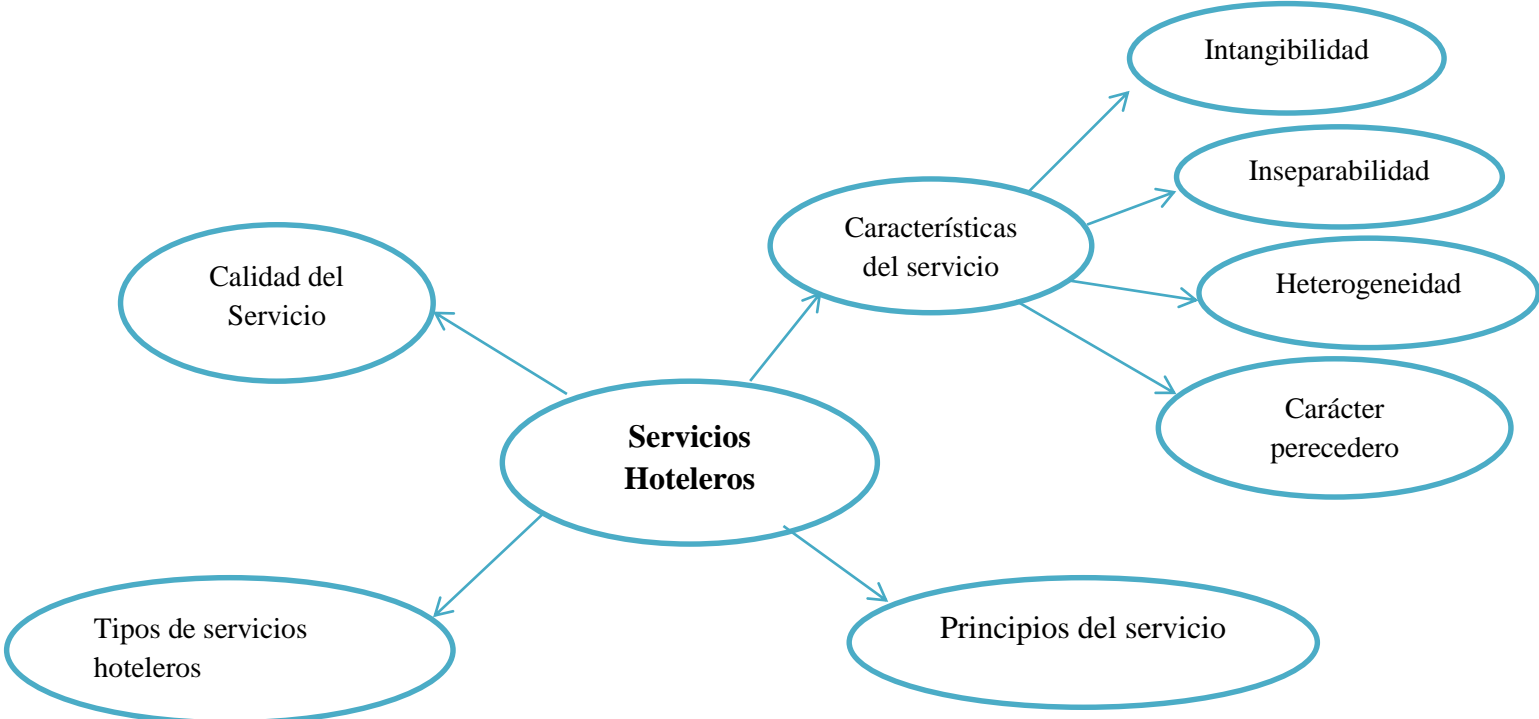 Intangibilidad
Inseparabilidad
Características
del servicio
Heterogeneidad
Calidad del
Servicio
Carácter
perecedero
Servicios
Hoteleros
Tipos de servicios
hoteleros
Principios del servicio